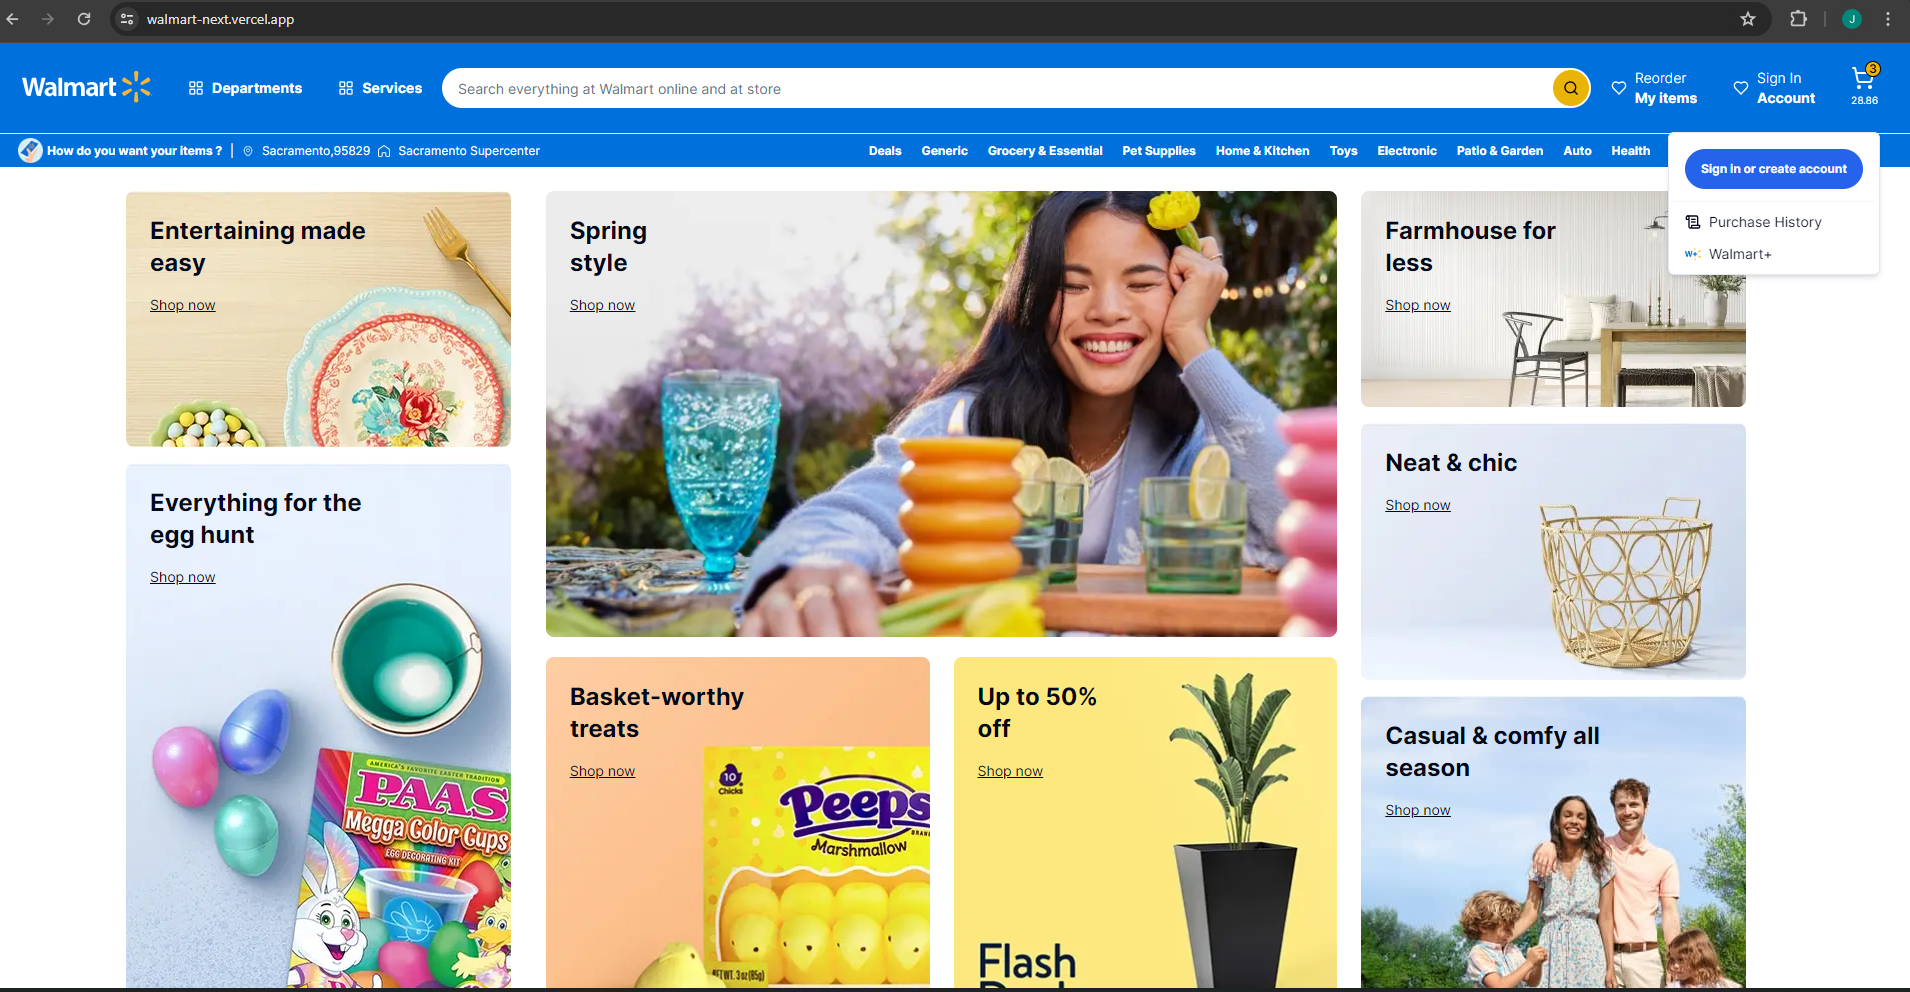 walmart-next.vercel.app
J
Walmart
Departments
Services
Search everything at Walmart online and at store
Reorder
My items
Sign In
Account
3
28.86
How do you want your items ? |
Sacramento,95829
Sacramento Supercenter
Deals
Generic
Grocery & Essential
Pet Supplies
Home & Kitchen
Toys
Electronic
Patio & Garden
Auto
Health
Sign in or create account
Purchase History
W+
Walmart+
Entertaining made
easy
Shop now
Everything for the
egg hunt
Shop now
AMERICA'S FAVORITE EASTER TRADITION
PAAS
Megga Color Cups
EGG DECORATING KIT
Spring
style
Shop now
Basket-worthy
treats
Shop now
10
Chicks
Peeps
BRAN
Marshmallow
NET WT. 3 oz (85g)
Up to 50%
off
Shop now
Flash
Farmhouse for
less
Shop now
Neat & chic
Shop now
Casual & comfy all
season
Shop now